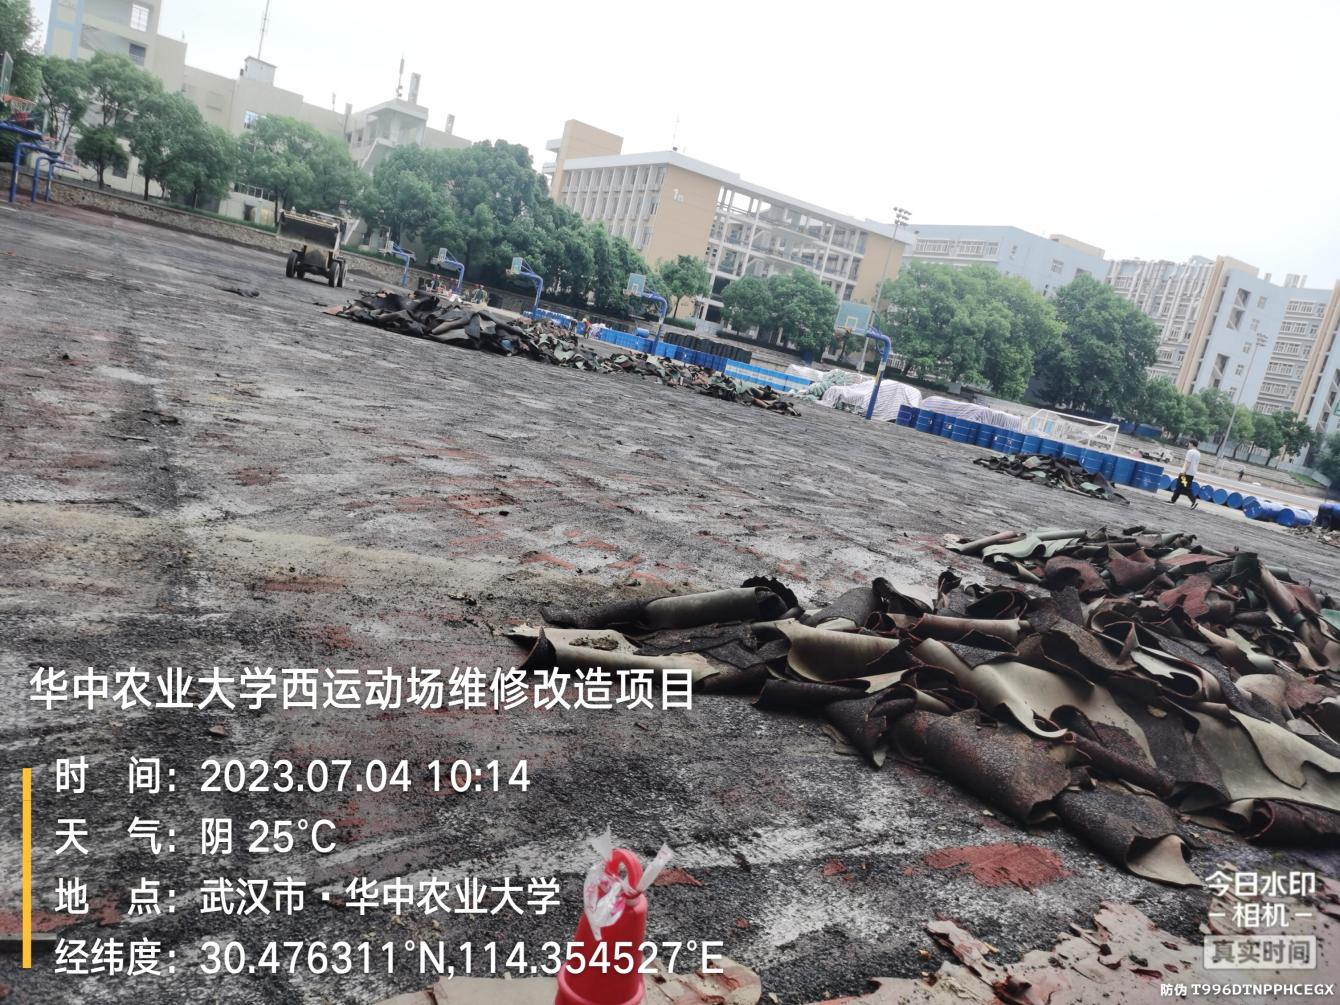 华中农业大学西运动场维修改造项目
时 间：2023.07.04 10:14
天 气：阴 25°C
地 点：武汉市·华中农业大学
经纬度：30.476311°N,114.354527°E
今日水印
-相机-
真实时间
防伪 T996DTNPPHCEGX